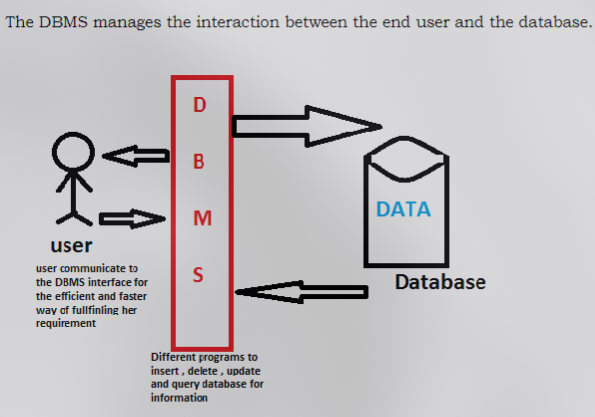 The DBMS manages the interaction between the end user and the database.
D
B
M
S
DATA
user
Database
user communicate to
the DBMS interface for
the efficient and faster
way of fullfinling her
requirement
Different programs to
insert , delete , update
and query database for
information